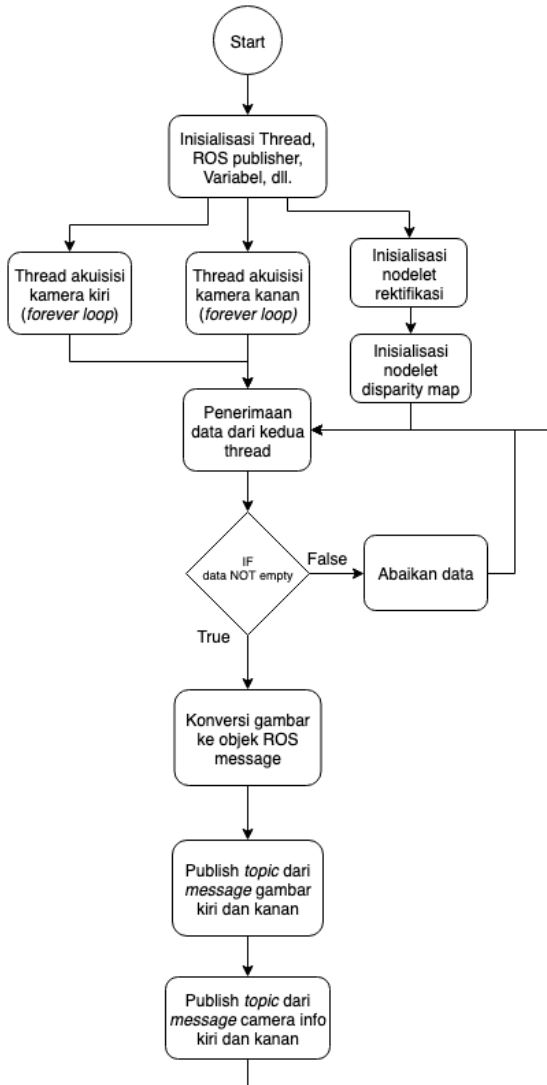 Start
Inisialisasi Thread,
ROS publisher,
Variabel, dll.
Thread akuisisi
kamera kiri
(forever loop)
Thread akuisisi
kamera kanan
(forever loop)
Inisialisasi
nodelet
rektifikasi
Inisialisasi
nodelet
disparity map
Penerimaan
data dari kedua
thread
IF
data NOT empty
False
Abaikan data
True
Konversi gambar
ke objek ROS
message
Publish topic dari
message gambar
kiri dan kanan
Publish topic dari
message camera info
kiri dan kanan